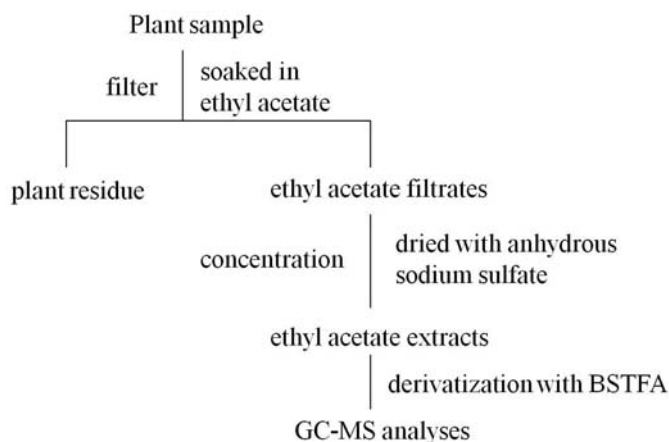 Plant sample
filter
soaked in
ethyl acetate
plant residue
ethyl acetate filtrates
concentration
dried with anhydrous
sodium sulfate
ethyl acetate extracts
derivatization with BSTFA
GC-MS analyses